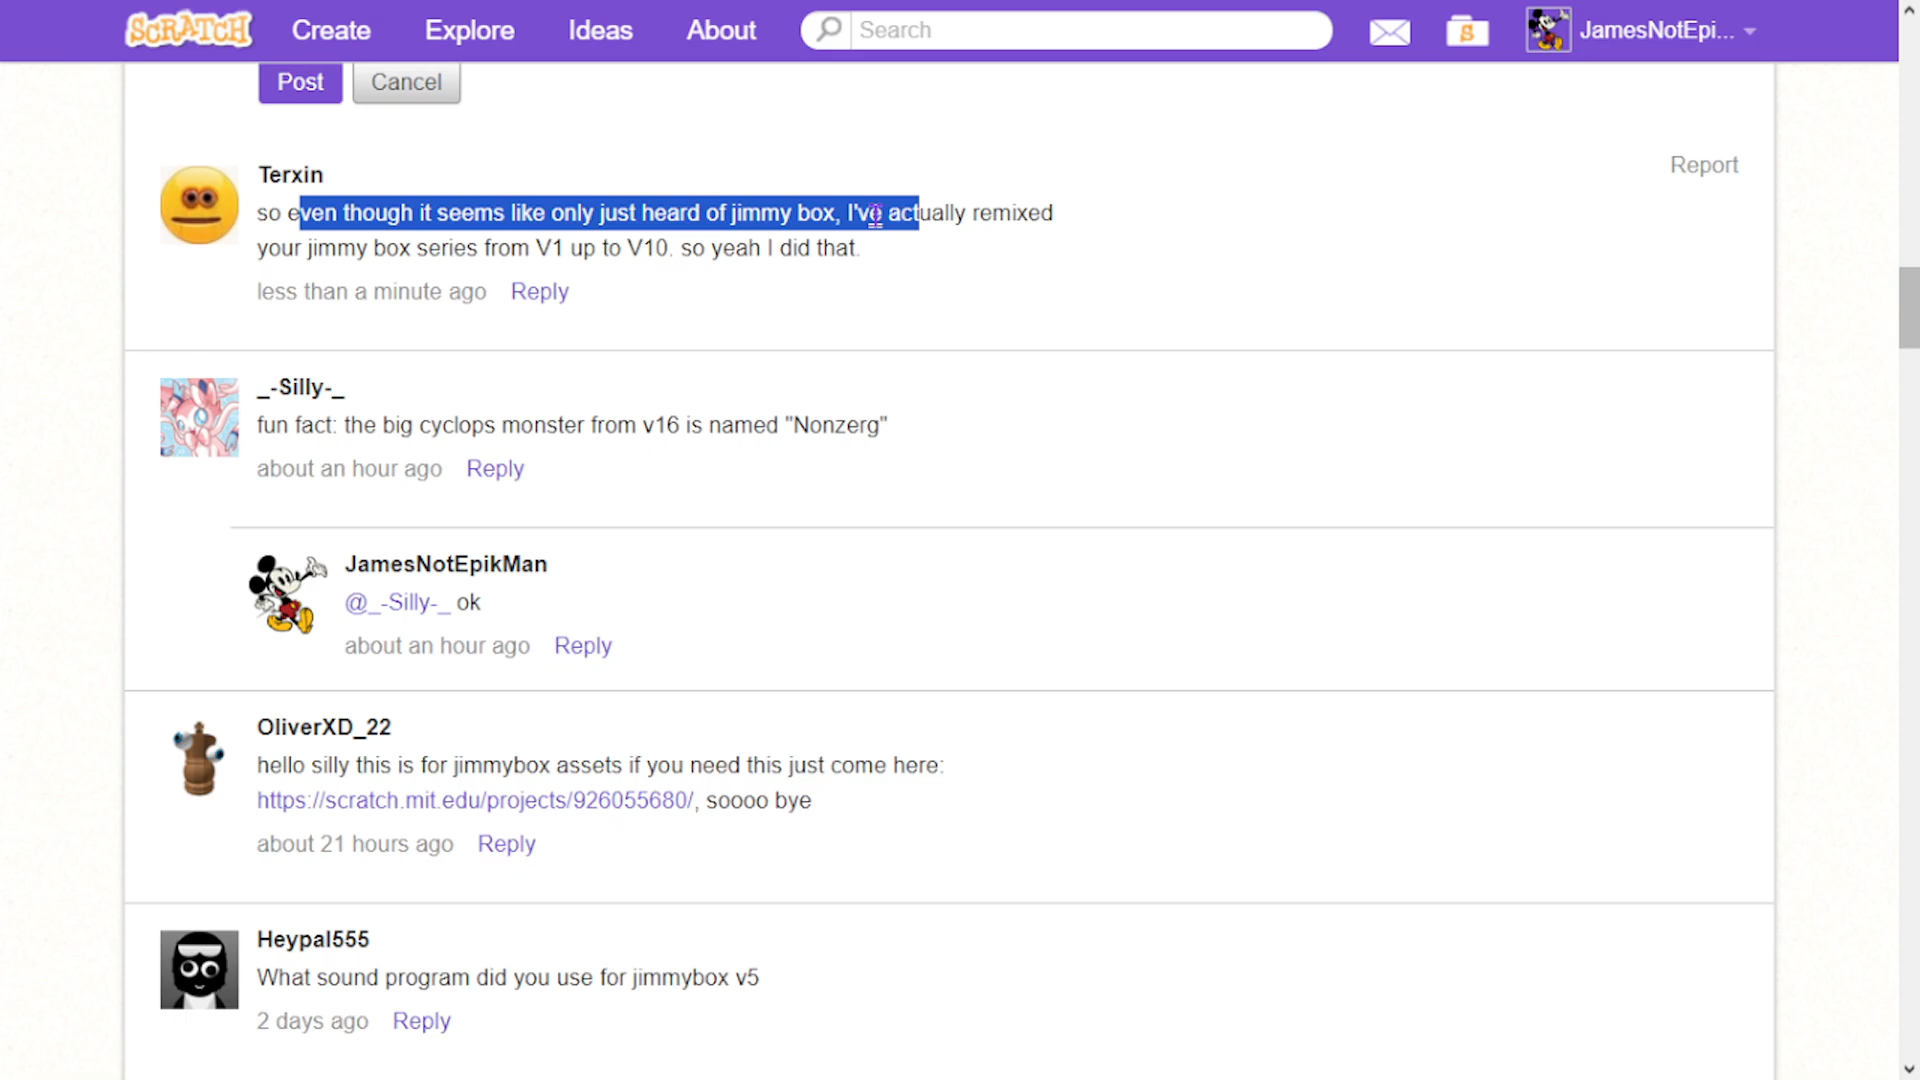 SCRATCH Create Explore Ideas About Search S JamesNotEpi...
Post Cancel
Terxin Report
so even though it seems like only just heard of jimmy box, I've actually remixed
your jimmy box series from V1 up to V10. so yeah I did that.
less than a minute ago Reply
_-Silly-_
fun fact: the big cyclops monster from v16 is named "Nonzerg"
about an hour ago Reply
JamesNotEpikMan
@_-Silly-_ ok
about an hour ago Reply
OliverXD_22
hello silly this is for jimmybox assets if you need this just come here:
https://scratch.mit.edu/projects/926055680/, soooo bye
about 21 hours ago Reply
Heypal555
What sound program did you use for jimmybox v5
2 days ago Reply